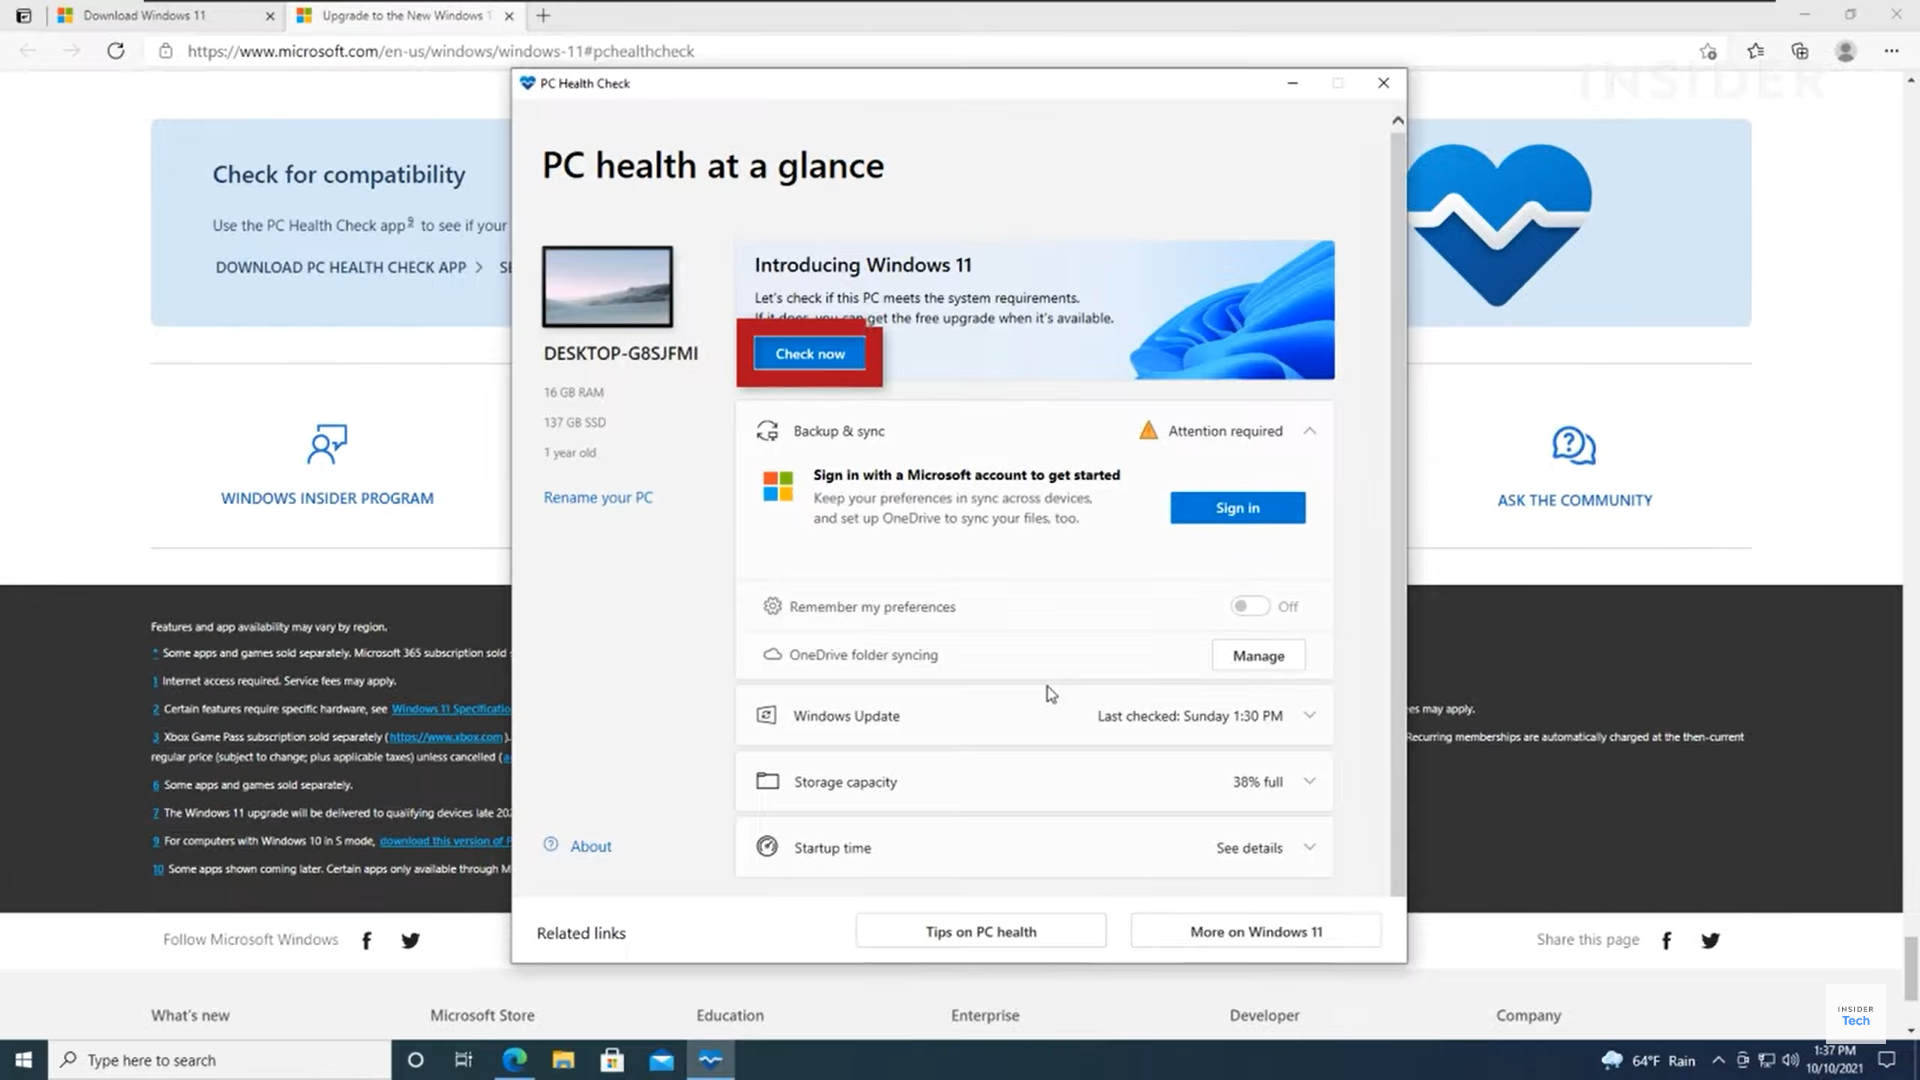 Download Windows 11
Upgrade to the New Windows 1
https://www.microsoft.com/en-us/windows/windows-11#pchealthcheck
INSIDER
PC Health Check
PC health at a glance
Check for compatibility
Use the PC Health Check app9 to see if your
DOWNLOAD PC HEALTH CHECK APP > SE
Introducing Windows 11
Let's check if this PC meets the system requirements.
If it does, you can get the free upgrade when it's available.
Check now
DESKTOP-G8SJFMI
16 GB RAM
137 GB SSD
1 year old
Rename your PC
Backup & sync
Attention required
Sign in with a Microsoft account to get started
Keep your preferences in sync across devices,
and set up OneDrive to sync your files, too.
Sign in
WINDOWS INSIDER PROGRAM
ASK THE COMMUNITY
Remember my preferences
Off
OneDrive folder syncing
Manage
Windows Update
Last checked: Sunday 1:30 PM
Storage capacity
38% full
Startup time
See details
About
Related links
Tips on PC health
More on Windows 11
Features and app availability may vary by region.
* Some apps and games sold separately. Microsoft 365 subscription sold
1 Internet access required. Service fees may apply.
2 Certain features require specific hardware, see Windows 11 Specificatio
es may apply.
3 Xbox Game Pass subscription sold separately (https://www.xbox.com).
Recurring memberships are automatically charged at the then-current
regular price (subject to change; plus applicable taxes) unless cancelled (
6 Some apps and games sold separately.
7 The Windows 11 upgrade will be delivered to qualifying devices late 202
9 For computers with Windows 10 in S mode, download this version of P
10 Some apps shown coming later. Certain apps only available through M
Follow Microsoft Windows
Share this page
What's new
Microsoft Store
Education
Enterprise
Developer
Company
INSIDER
Tech
Type here to search
64°F Rain
1:37 PM
10/10/2021